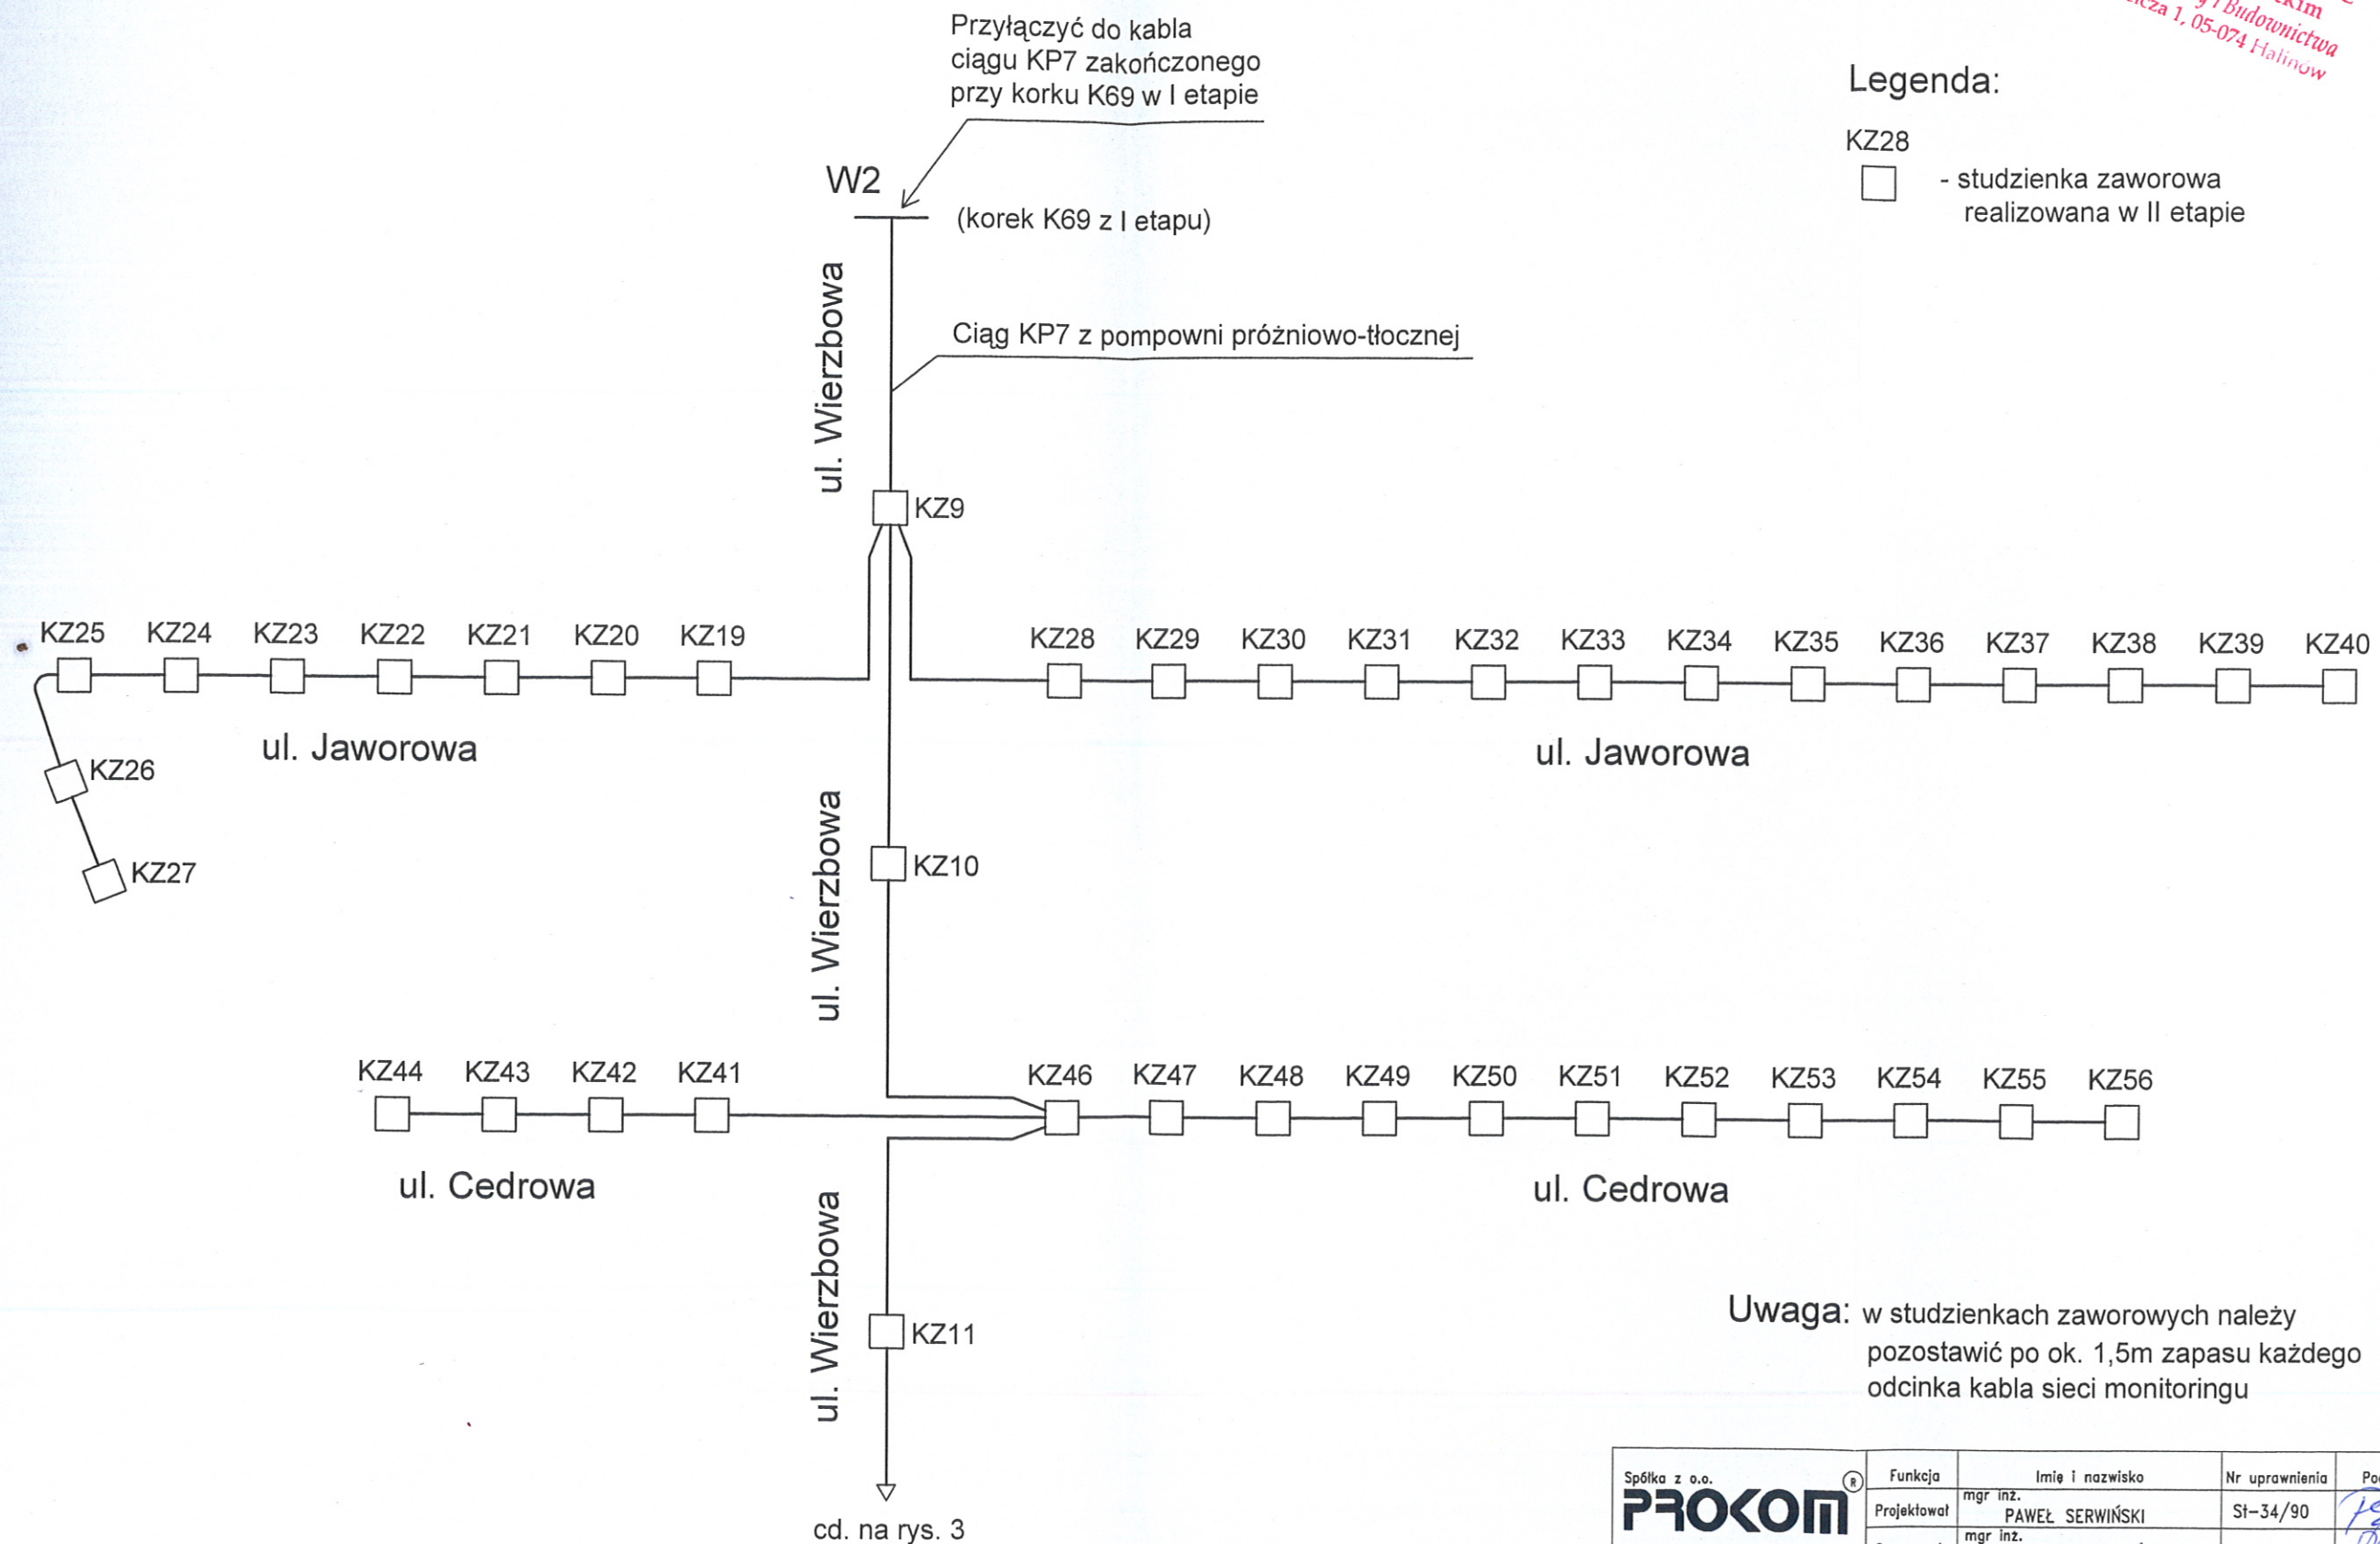 Przyłączyć do kabla
ciągu KP7 zakończonego
przy korku K69 w I etapie
i Budownictwa
1, 05-074 Halinów
Legenda:
KZ28
- studzienka zaworowa
realizowana w II etapie
W2
(korek K69 z I etapu)
ul. Wierzbowa
Ciąg KP7 z pompowni próżniowo-tłocznej
KZ9
KZ25 KZ24 KZ23 KZ22 KZ21 KZ20 KZ19
KZ28 KZ29 KZ30 KZ31 KZ32 KZ33 KZ34 KZ35 KZ36 KZ37 KZ38 KZ39 KZ40
ul. Jaworowa
ul. Jaworowa
KZ26
KZ27
ul. Wierzbowa
KZ10
KZ44 KZ43 KZ42 KZ41
KZ46 KZ47 KZ48 KZ49 KZ50 KZ51 KZ52 KZ53 KZ54 KZ55 KZ56
ul. Cedrowa
ul. Cedrowa
ul. Wierzbowa
KZ11
Uwaga: w studzienkach zaworowych należy
pozostawić po ok. 1,5m zapasu każdego
odcinka kabla sieci monitoringu
cd. na rys. 3
Spółka z o.o.
PROKOM ®
Funkcja Imię i nazwisko Nr uprawnienia
Projektował mgr inż. PAWEŁ SERWIŃSKI St-34/90
mgr inż.